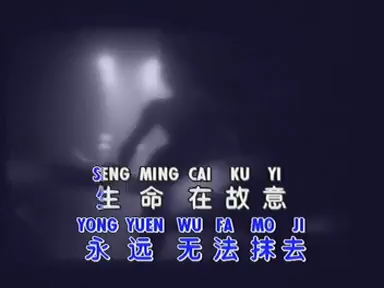 SENG MING CAI KU YI
生 命 在 故 意
YONG YUEN WU FA MO JI
永 远 无 法 抹 去